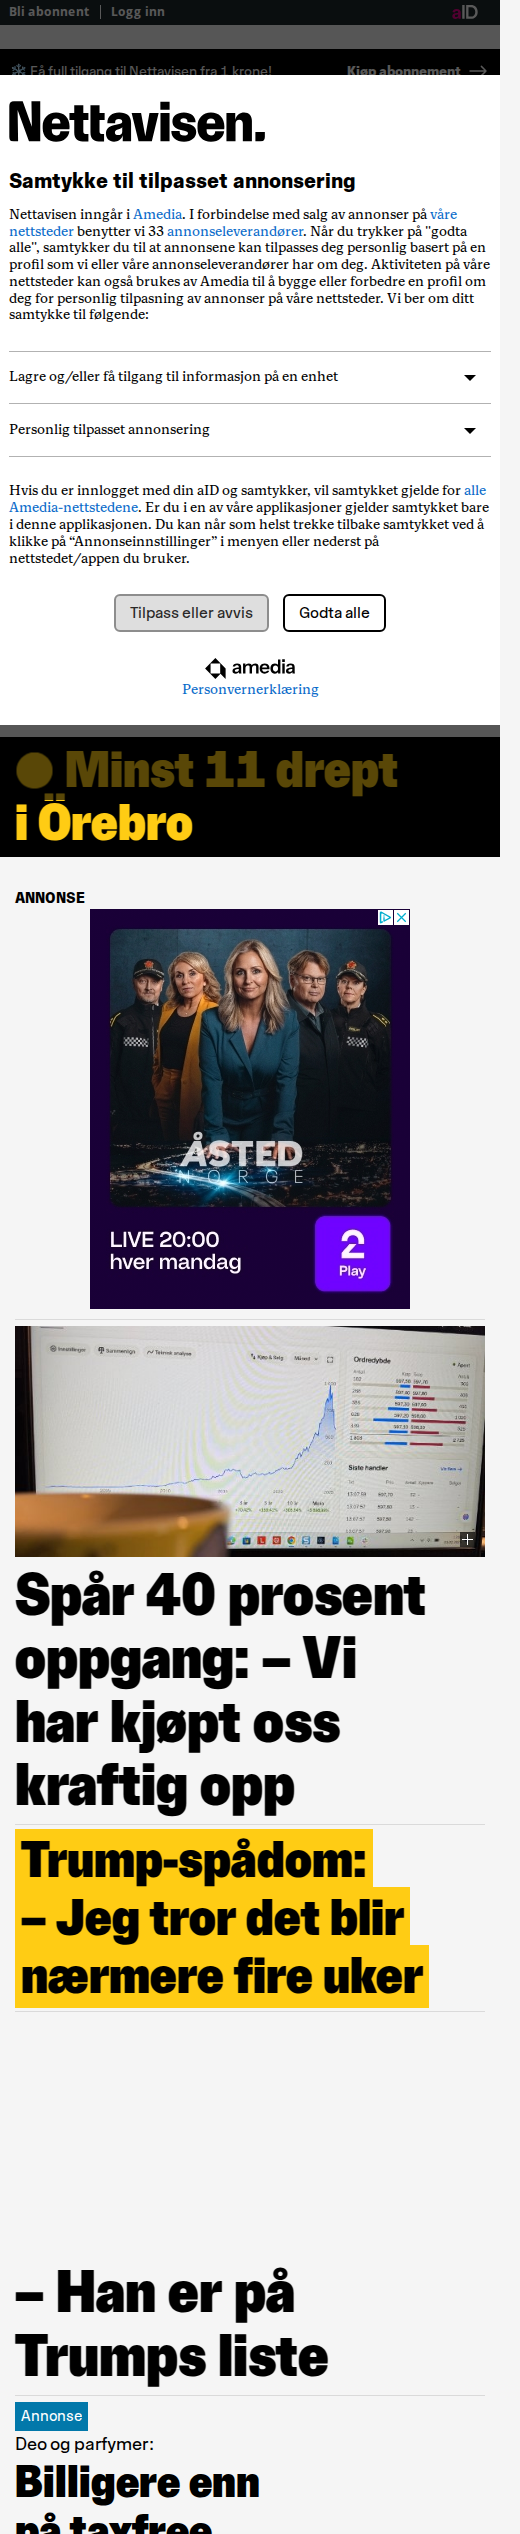 Bli abonnent | Logg inn aID
Få full tilgang til Nettavisen fra 1 krone! Kjøp abonnement →
Nettavisen.
Samtykke til tilpasset annonsering
Nettavisen inngår i Amedia. I forbindelse med salg av annonser på våre
nettsteder benytter vi 33 annonseleverandører. Når du trykker på "godta
alle", samtykker du til at annonsene kan tilpasses deg personlig basert på en
profil som vi eller våre annonseleverandører har om deg. Aktiviteten på våre
nettsteder kan også brukes av Amedia til å bygge eller forbedre en profil om
deg for personlig tilpasning av annonser på våre nettsteder. Vi ber om ditt
samtykke til følgende:
Lagre og/eller få tilgang til informasjon på en enhet
Personlig tilpasset annonsering
Hvis du er innlogget med din aID og samtykker, vil samtykket gjelde for alle
Amedia-nettstedene. Er du i en av våre applikasjoner gjelder samtykket bare
i denne applikasjonen. Du kan når som helst trekke tilbake samtykket ved å
klikke på “Annonseinnstillinger” i menyen eller nederst på
nettstedet/appen du bruker.
Tilpass eller avvis Godta alle
amedia
Personvernerklæring
Minst 11 drept
i Örebro
ANNONSE
ÅSTED
NORGE
LIVE 20:00
hver mandag
2
Play
Innstillinger Sammenlign Teknisk analyse Kjøp & Selg Måned
Ordredybde
Siste handler
Spår 40 prosent
oppgang: – Vi
har kjøpt oss
kraftig opp
Trump-spådom:
– Jeg tror det blir
nærmere fire uker
– Han er på
Trumps liste
Annonse
Deo og parfymer:
Billigere enn
på taxfree